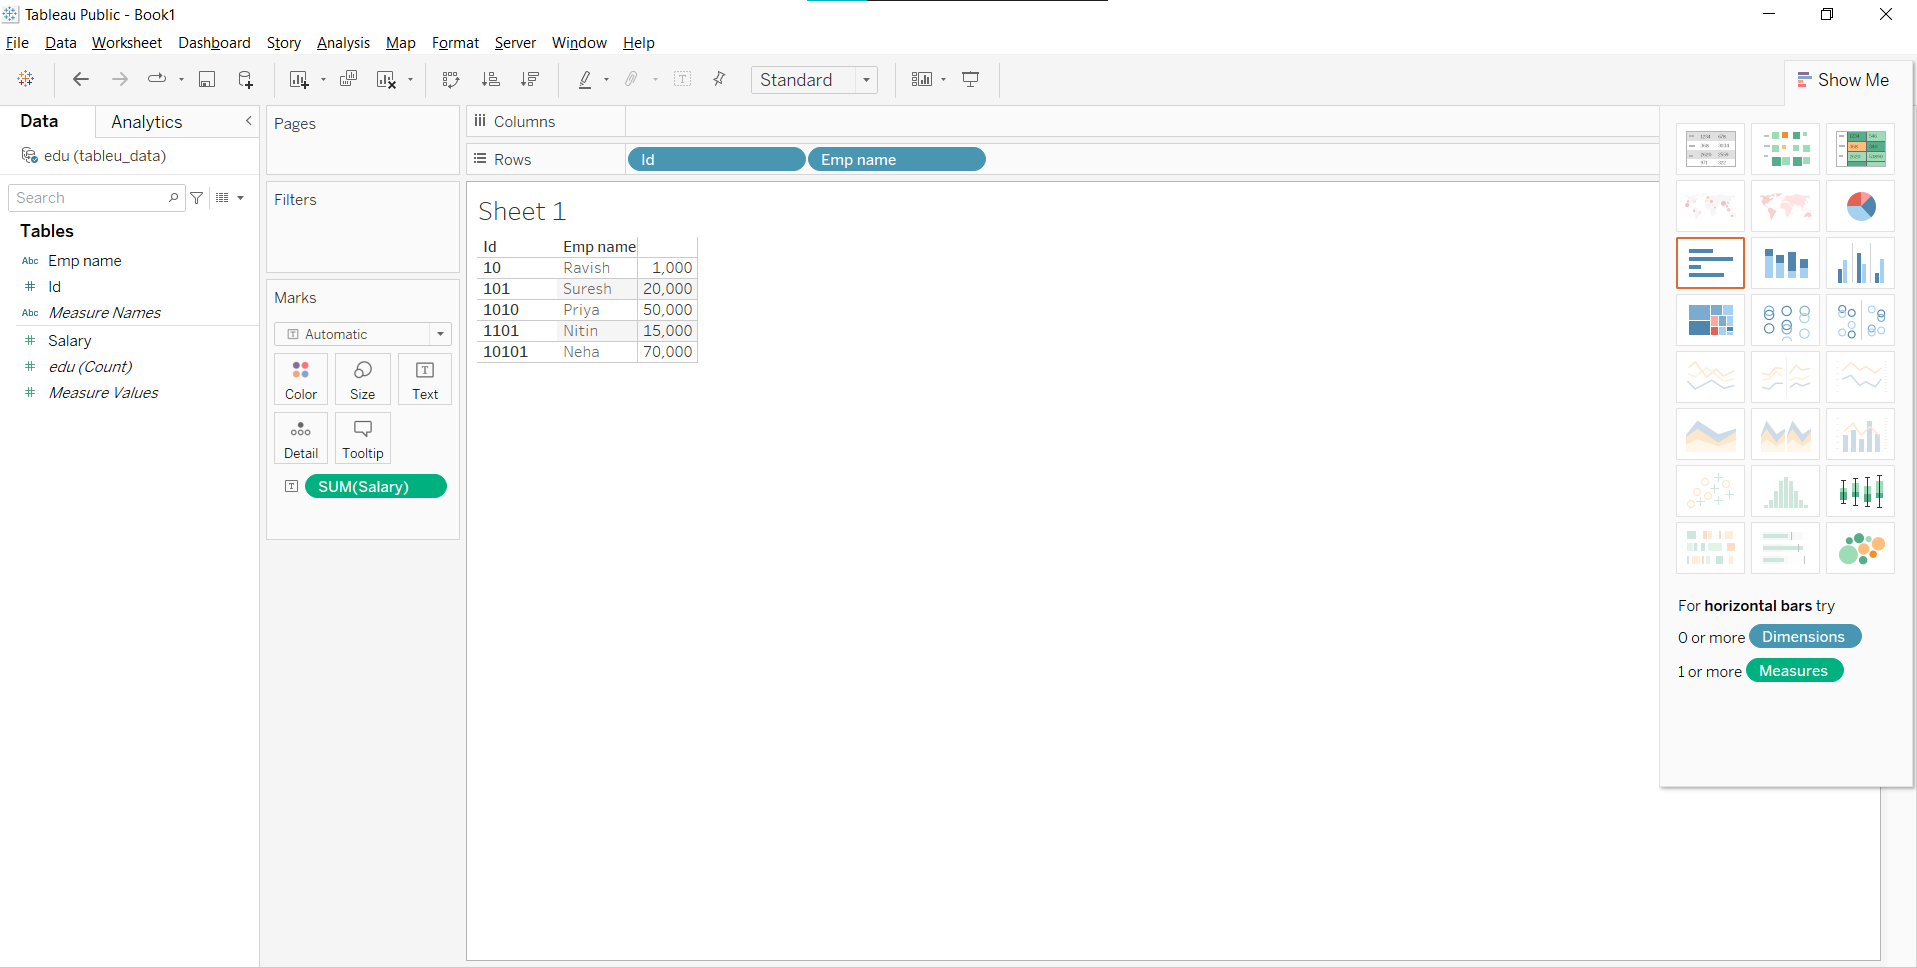 Tableau Public - Book1
File Data Worksheet Dashboard Story Analysis Map Format Server Window Help
Standard
Show Me
Data Analytics
edu (tableu_data)
Search
Tables
Abc Emp name
# Id
Abc Measure Names
# Salary
# edu (Count)
# Measure Values
Pages
Filters
Marks
T Automatic
Color Size T Text
Detail Tooltip
T SUM(Salary)
Columns
Rows Id Emp name
Sheet 1
Id Emp name
10 Ravish 1,000
101 Suresh 20,000
1010 Priya 50,000
1101 Nitin 15,000
10101 Neha 70,000
For horizontal bars try
0 or more Dimensions
1 or more Measures